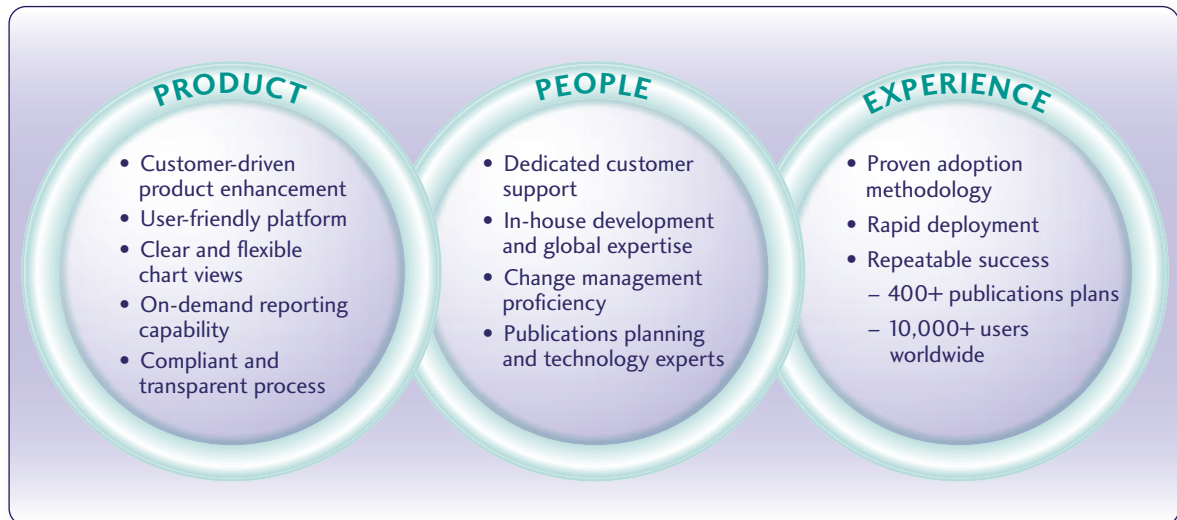 PRODUCT
• Customer-driven
product enhancement
• User-friendly platform
• Clear and flexible
chart views
• On-demand reporting
capability
• Compliant and
transparent process
PEOPLE
• Dedicated customer
support
• In-house development
and global expertise
• Change management
proficiency
• Publications planning
and technology experts
EXPERIENCE
• Proven adoption
methodology
• Rapid deployment
• Repeatable success
– 400+ publications plans
– 10,000+ users
worldwide